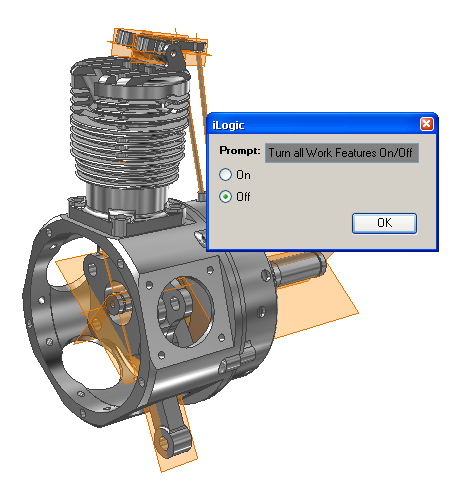 iLogic
Prompt: Turn all Work Features On/Off
On
Off
OK